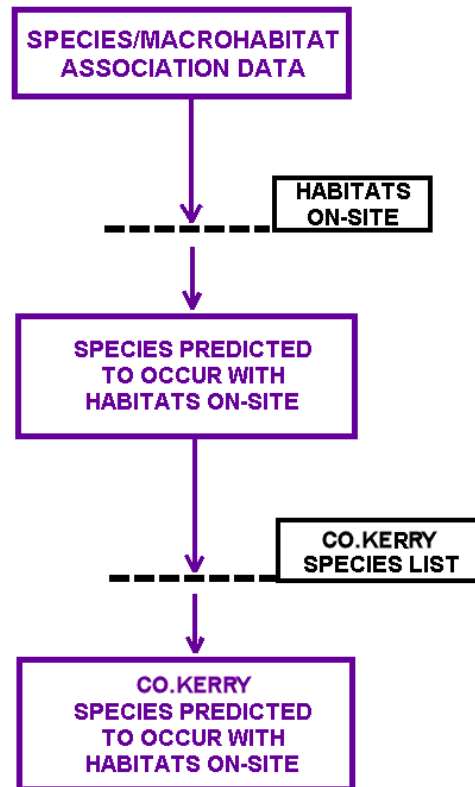 SPECIES/MACROHABITAT
ASSOCIATION DATA
HABITATS
ON-SITE
SPECIES PREDICTED
TO OCCUR WITH
HABITATS ON-SITE
CO.KERRY
SPECIES LIST
CO.KERRY
SPECIES PREDICTED
TO OCCUR WITH
HABITATS ON-SITE